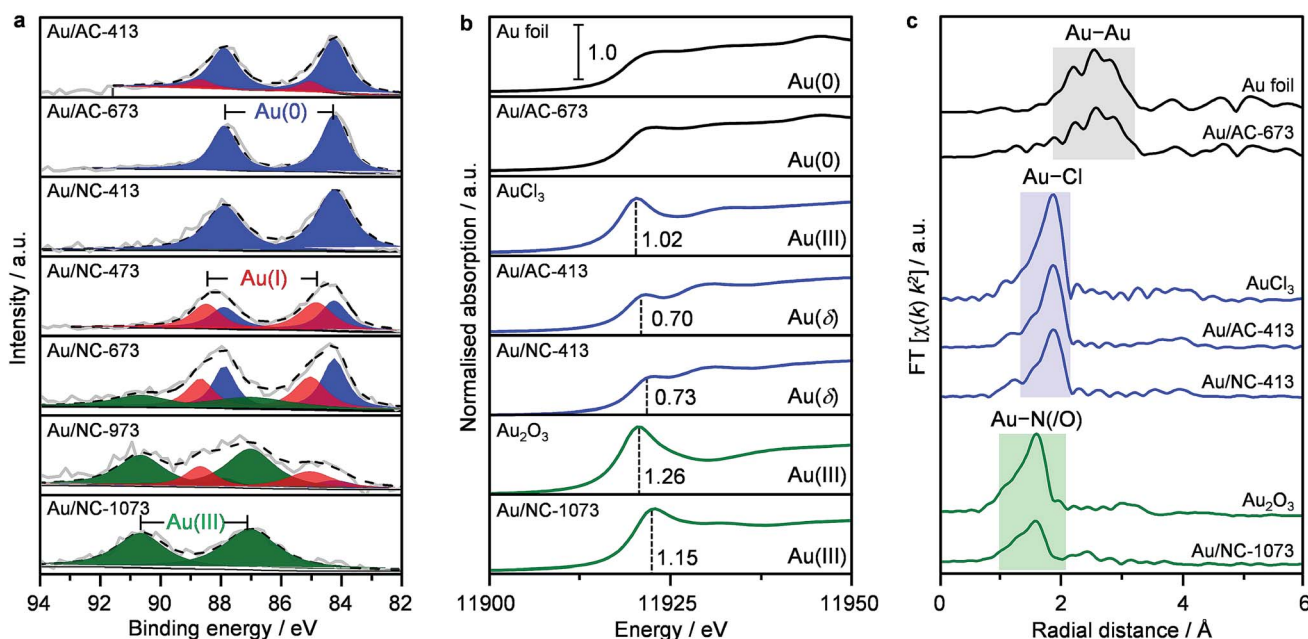 a
Au/AC-413
Au/AC-673
Au(0)
Au/NC-413
Au/NC-473
Au(I)
Au/NC-673
Au/NC-973
Au/NC-1073
Au(III)
Intensity / a.u.
94 92 90 88 86 84 82
Binding energy / eV
b
Au foil
1.0
Au(0)
Au/AC-673
Au(0)
AuCl₃
1.02
Au(III)
Au/AC-413
0.70
Au(δ)
Au/NC-413
0.73
Au(δ)
Au₂O₃
1.26
Au(III)
Au/NC-1073
1.15
Au(III)
Normalised absorption / a.u.
11900 11925 11950
Energy / eV
c
Au−Au
Au foil
Au/AC-673
Au−Cl
AuCl₃
Au/AC-413
Au/NC-413
Au−N(/O)
Au₂O₃
Au/NC-1073
FT [χ(k) k²] / a.u.
0 2 4 6
Radial distance / Å